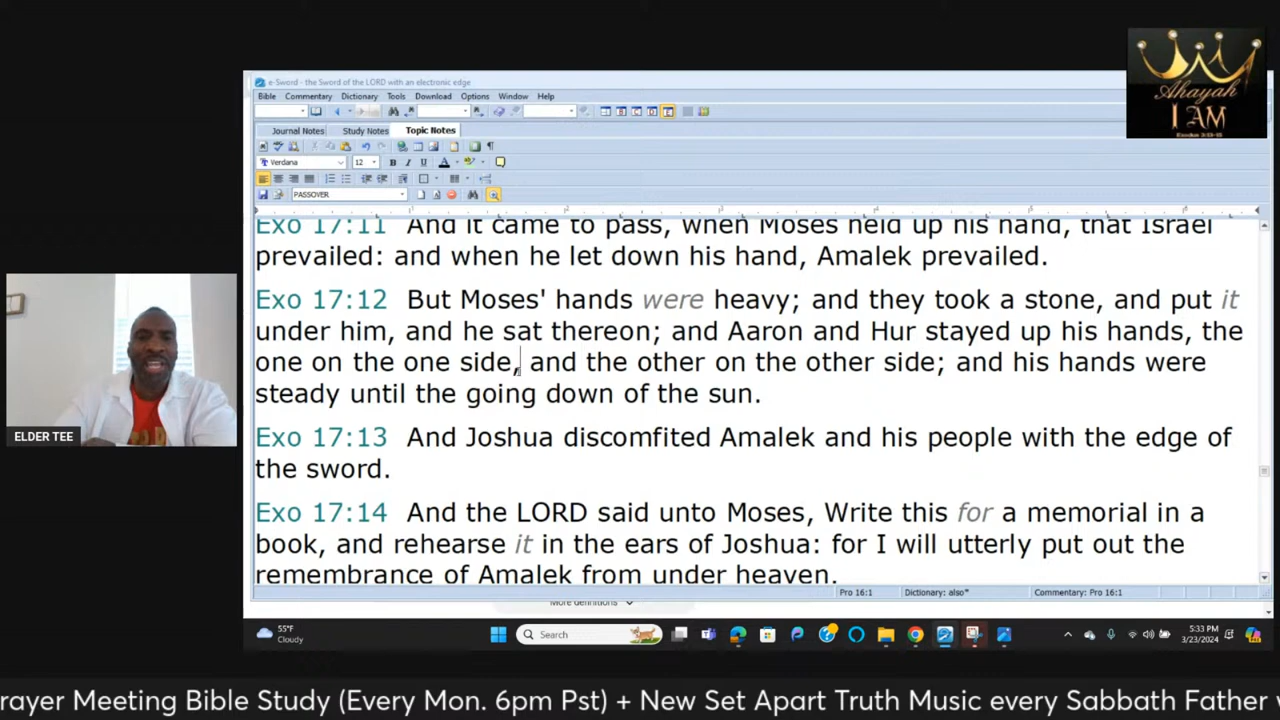 Ahayah
I AM
Exodus 3:13-15
e-Sword - the Sword of the LORD with an electronic edge
Bible Commentary Dictionary Tools Download Options Window Help
Journal Notes Study Notes Topic Notes
Verdana 12 B I U A
PASSOVER
Exo 17:11 And it came to pass, when Moses held up his hand, that Israel
prevailed: and when he let down his hand, Amalek prevailed.
Exo 17:12 But Moses' hands were heavy; and they took a stone, and put it
under him, and he sat thereon; and Aaron and Hur stayed up his hands, the
one on the one side, and the other on the other side; and his hands were
steady until the going down of the sun.
Exo 17:13 And Joshua discomfited Amalek and his people with the edge of
the sword.
Exo 17:14 And the LORD said unto Moses, Write this for a memorial in a
book, and rehearse it in the ears of Joshua: for I will utterly put out the
remembrance of Amalek from under heaven.
ELDER TEE
Pro 16:1 Dictionary: also* Commentary: Pro 16:1
More definitions
55°F
Cloudy
Search
5:33 PM
3/23/2024
rayer Meeting Bible Study (Every Mon. 6pm Pst) + New Set Apart Truth Music every Sabbath Father